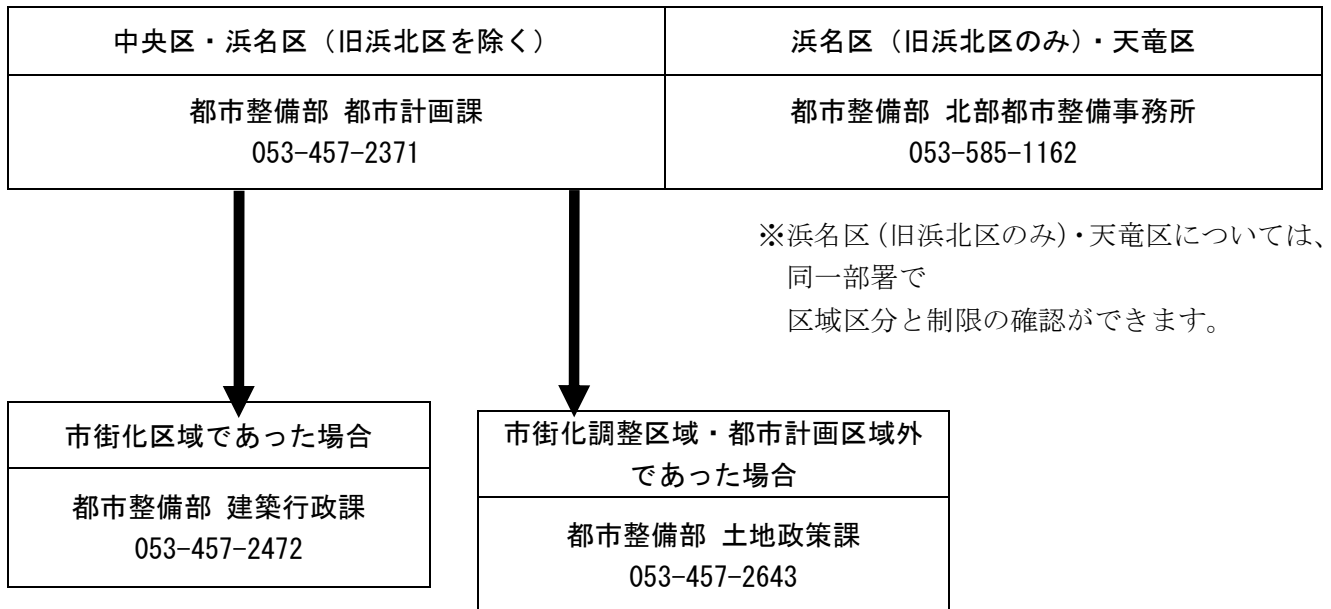 中央区・浜名区（旧浜北区を除く）
浜名区（旧浜北区のみ）・天竜区
都市整備部 都市計画課
053-457-2371
都市整備部 北部都市整備事務所
053-585-1162
※浜名区（旧浜北区のみ）・天竜区については、
同一部署で
区域区分と制限の確認ができます。
市街化区域であった場合
都市整備部 建築行政課
053-457-2472
市街化調整区域・都市計画区域外
であった場合
都市整備部 土地政策課
053-457-2643